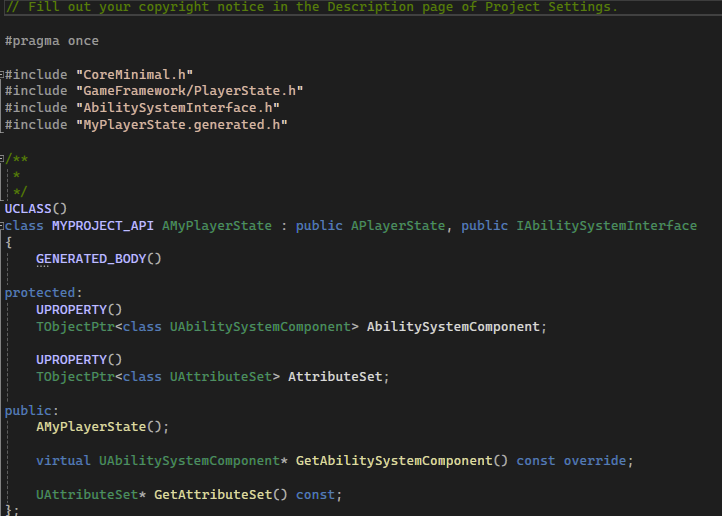 // Fill out your copyright notice in the Description page of Project Settings.
#pragma once
#include "CoreMinimal.h"
#include "GameFramework/PlayerState.h"
#include "AbilitySystemInterface.h"
#include "MyPlayerState.generated.h"
/**
*
*/
UCLASS()
class MYPROJECT_API AMyPlayerState : public APlayerState, public IAbilitySystemInterface
{
GENERATED_BODY()
protected:
UPROPERTY()
TObjectPtr<class UAbilitySystemComponent> AbilitySystemComponent;
UPROPERTY()
TObjectPtr<class UAttributeSet> AttributeSet;
public:
AMyPlayerState();
virtual UAbilitySystemComponent* GetAbilitySystemComponent() const override;
UAttributeSet* GetAttributeSet() const;
};